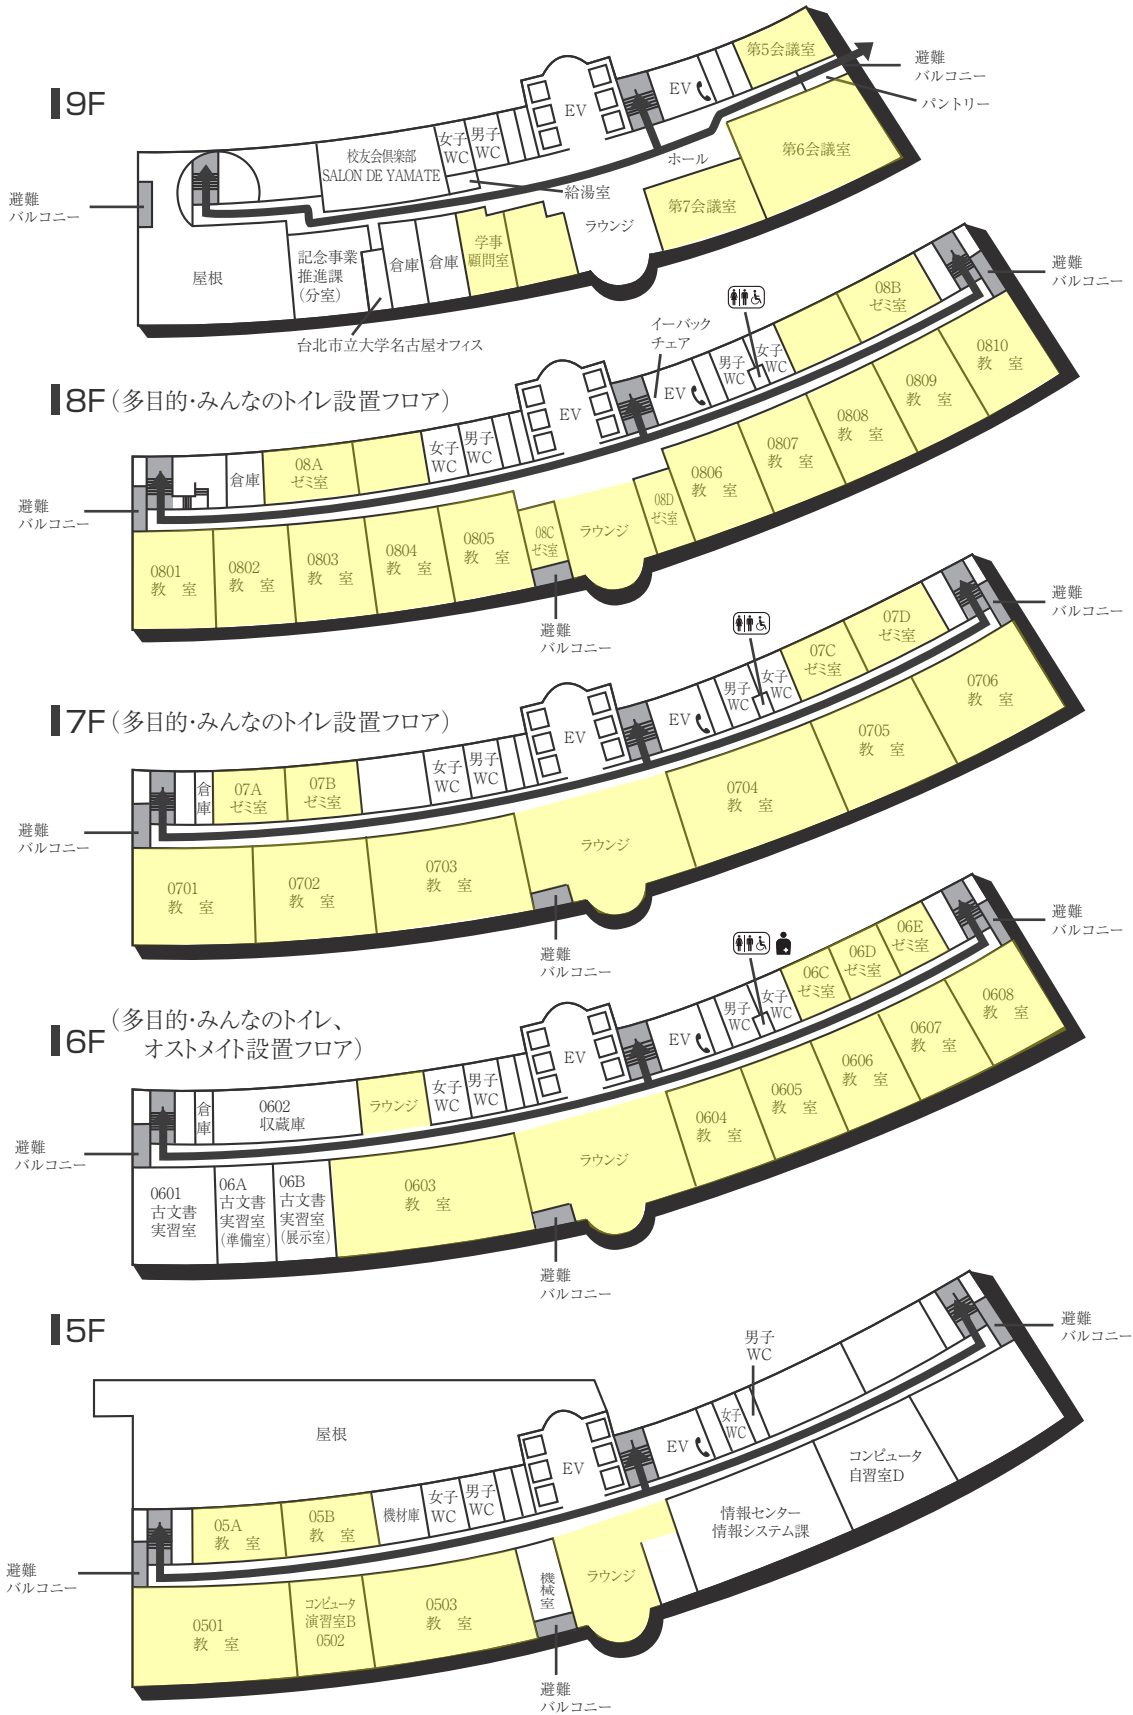 9F
第5会議室
避難
バルコニー
パントリー
EV
EV
校友会倶楽部
SALON DE YAMATE
女子
WC
男子
WC
給湯室
ホール
第6会議室
第7会議室
ラウンジ
避難
バルコニー
屋根
記念事業
推進課
(分室)
倉庫
倉庫
学事
顧問室
台北市立大学名古屋オフィス
8F(多目的・みんなのトイレ設置フロア)
避難
バルコニー
08B
ゼミ室
イーバック
チェア
EV
EV
男子
WC
女子
WC
女子
WC
男子
WC
倉庫
08A
ゼミ室
避難
バルコニー
0801
教 室
0802
教 室
0803
教 室
0804
教 室
0805
教 室
08C
ゼミ室
ラウンジ
08D
ゼミ室
0806
教 室
0807
教 室
0808
教 室
0809
教 室
0810
教 室
避難
バルコニー
7F(多目的・みんなのトイレ設置フロア)
避難
バルコニー
07D
ゼミ室
07C
ゼミ室
男子
WC
女子
WC
EV
EV
女子
WC
男子
WC
倉庫
07A
ゼミ室
07B
ゼミ室
避難
バルコニー
0701
教 室
0702
教 室
0703
教 室
ラウンジ
0704
教 室
0705
教 室
0706
教 室
避難
バルコニー
6F(多目的・みんなのトイレ、
オストメイト設置フロア)
避難
バルコニー
06E
ゼミ室
06D
ゼミ室
06C
ゼミ室
男子
WC
女子
WC
EV
EV
女子
WC
男子
WC
ラウンジ
倉庫
0602
収蔵庫
避難
バルコニー
0601
古文書
実習室
06A
古文書
実習室
(準備室)
06B
古文書
実習室
(展示室)
0603
教 室
ラウンジ
0604
教 室
0605
教 室
0606
教 室
0607
教 室
0608
教 室
避難
バルコニー
5F
避難
バルコニー
男子
WC
女子
WC
屋根
EV
EV
女子
WC
男子
WC
機材庫
05A
教 室
05B
教 室
避難
バルコニー
0501
教 室
コンピュータ
演習室B
0502
0503
教 室
機械室
ラウンジ
情報センター
情報システム課
コンピュータ
自習室D
避難
バルコニー